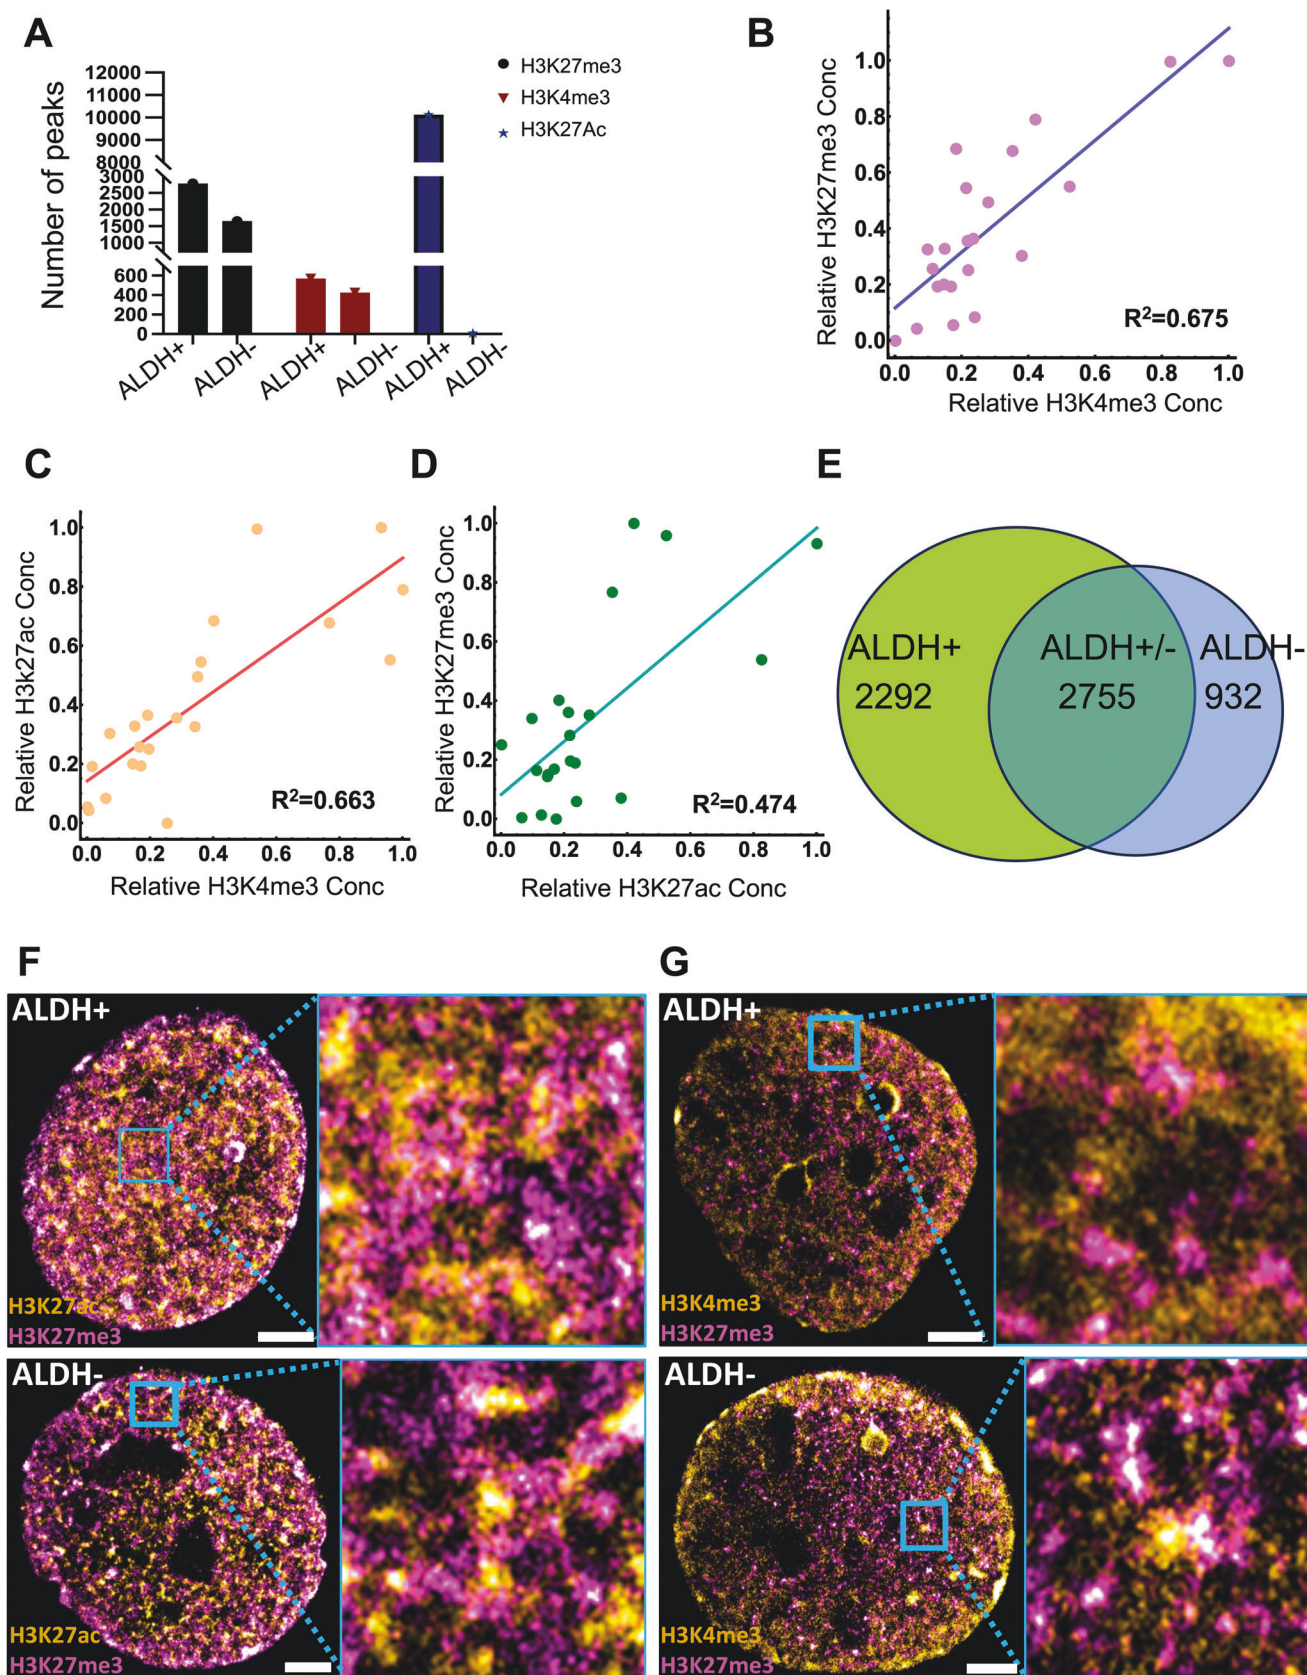 A
Number of peaks
12000
11000
10000
9000
8000
3000
2500
2000
1500
1000
600
400
200
0
ALDH+
ALDH-
ALDH+
ALDH-
ALDH+
ALDH-
H3K27me3
H3K4me3
H3K27Ac
B
Relative H3K27me3 Conc
1.0
0.8
0.6
0.4
0.2
0.0
R²=0.675
0.0 0.2 0.4 0.6 0.8 1.0
Relative H3K4me3 Conc
C
Relative H3k27ac Conc
1.0
0.8
0.6
0.4
0.2
0.0
R²=0.663
0.0 0.2 0.4 0.6 0.8 1.0
Relative H3K4me3 Conc
D
Relative H3K27me3 Conc
1.0
0.8
0.6
0.4
0.2
0.0
R²=0.474
0.0 0.2 0.4 0.6 0.8 1.0
Relative H3K27ac Conc
E
ALDH+
2292
ALDH+/-
2755
ALDH-
932
F
ALDH+
H3K27ac
H3K27me3
ALDH-
H3K27ac
H3K27me3
G
ALDH+
H3K4me3
H3K27me3
ALDH-
H3K4me3
H3K27me3